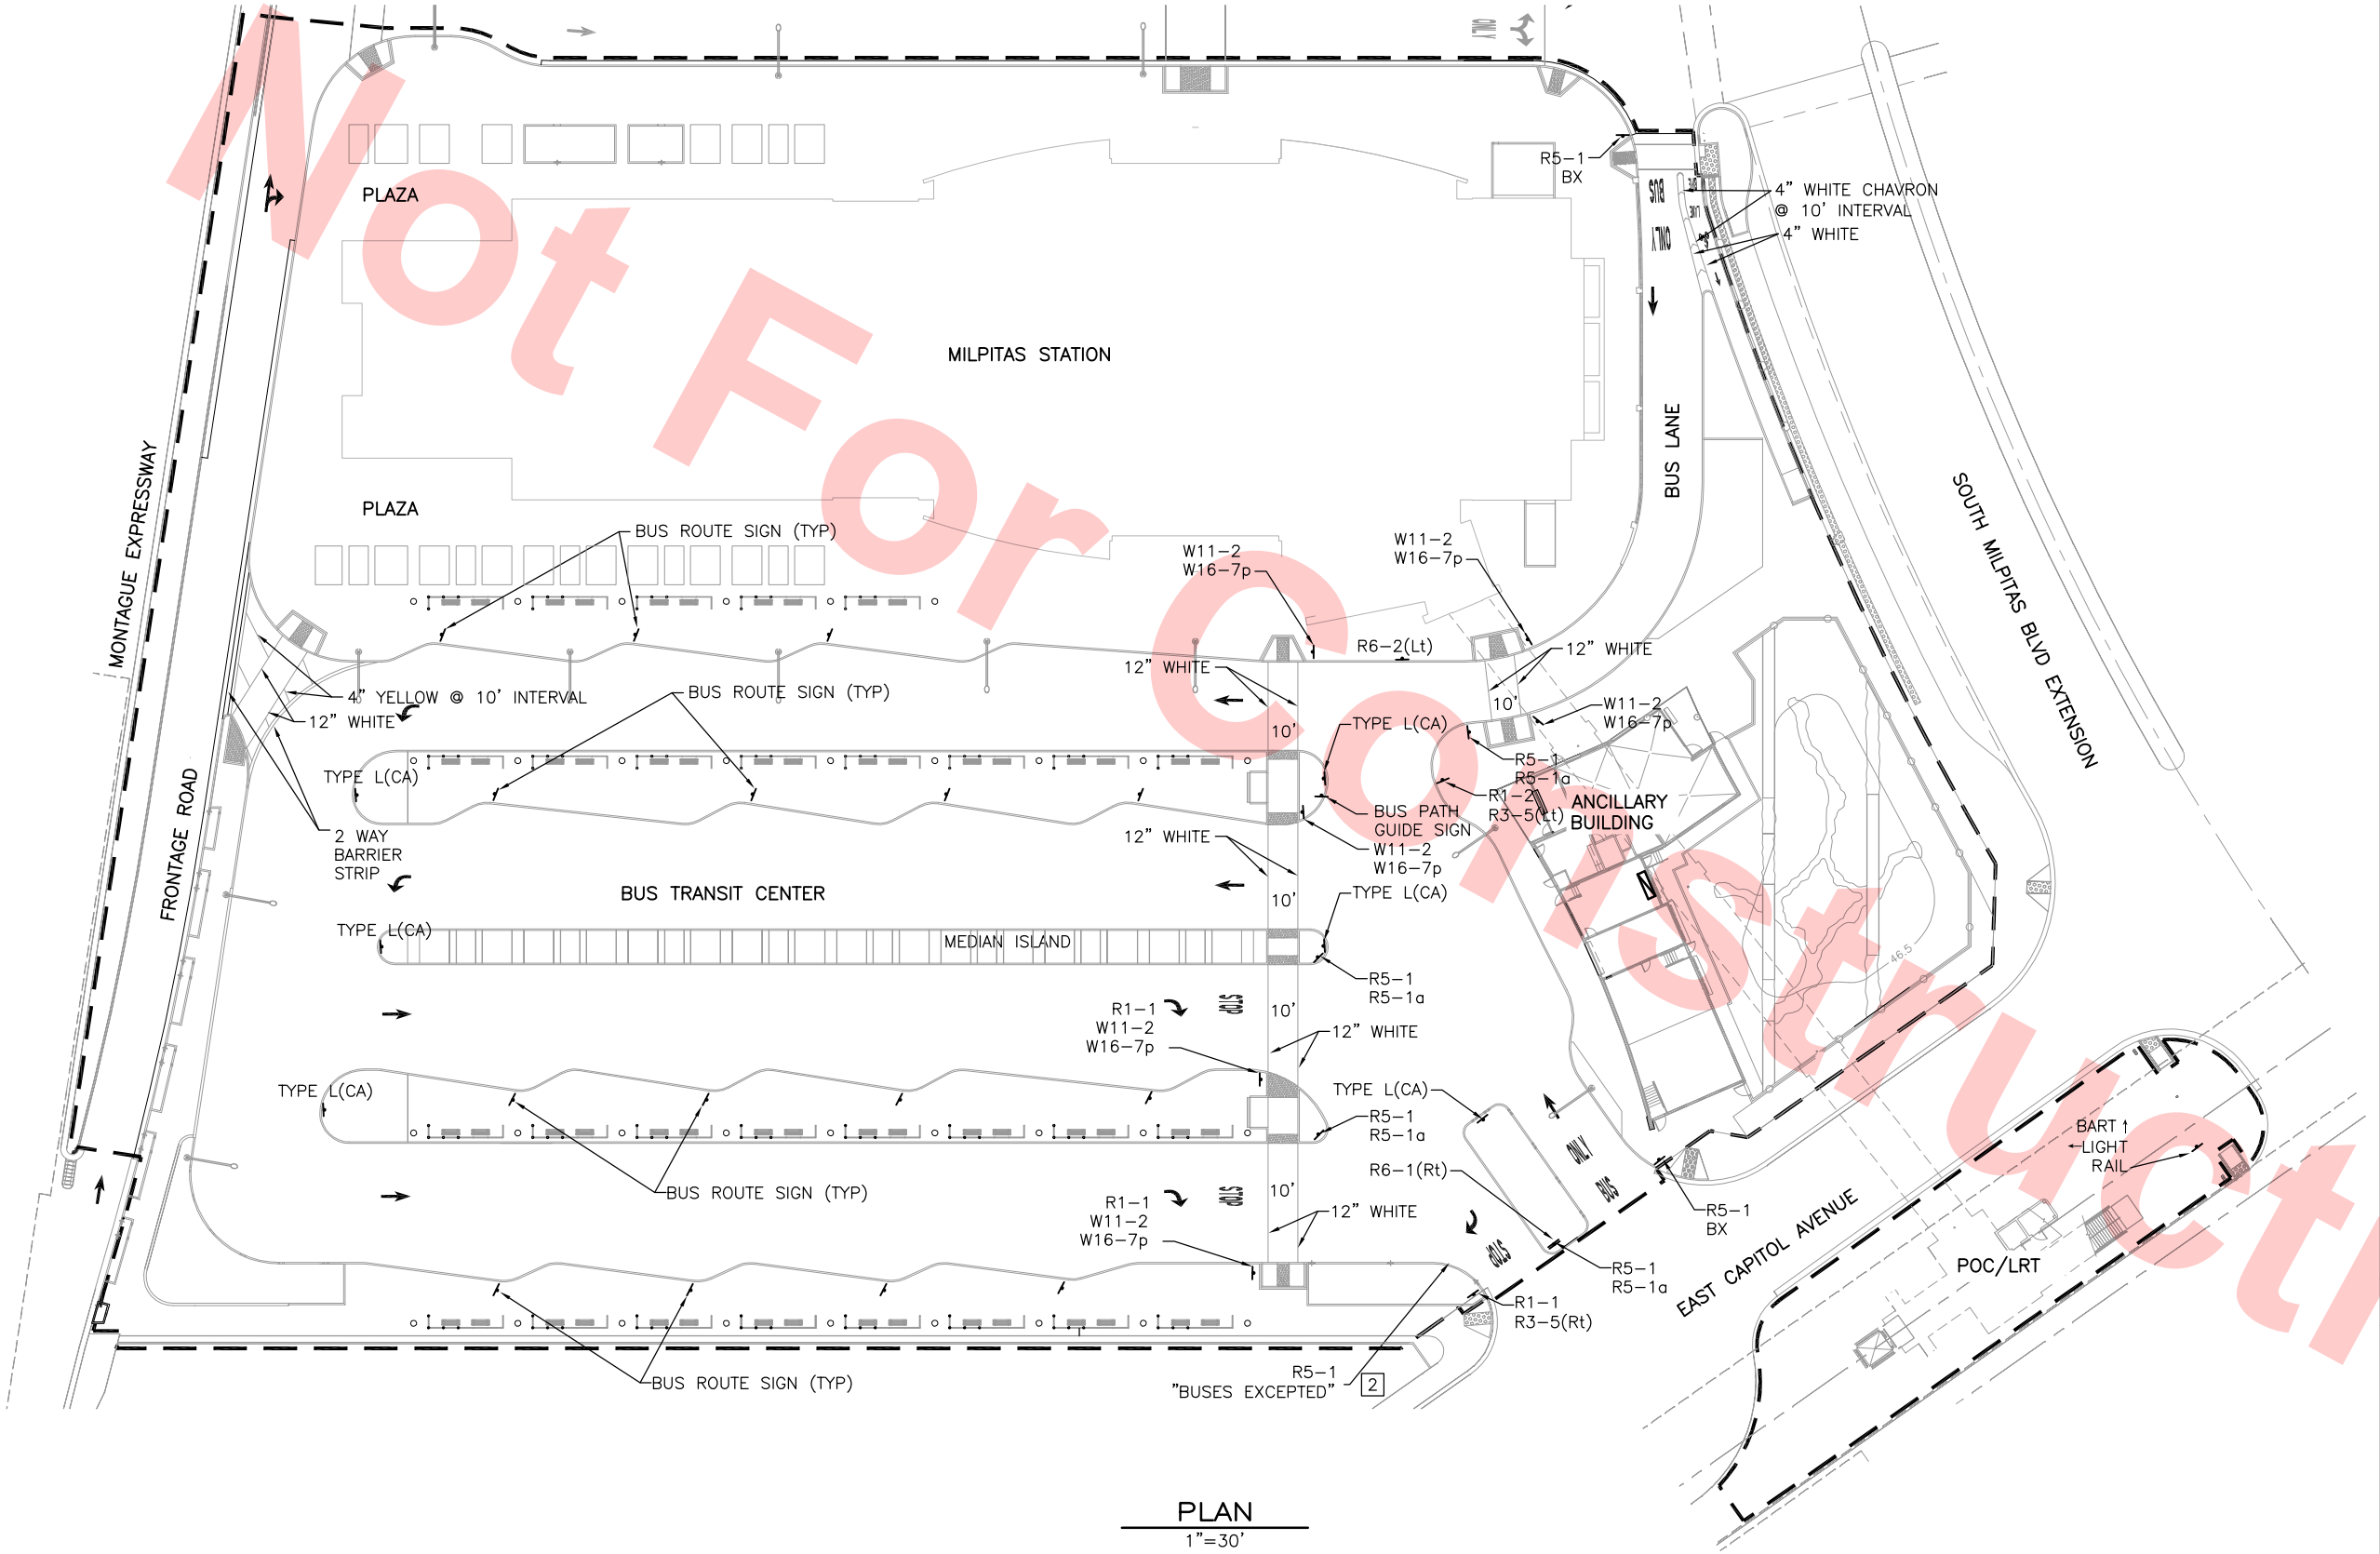 Not For Constructi
ONLY
R5-1
BX
BUS
ONLY
BIKE
LANE
4" WHITE CHAVRON
@ 10' INTERVAL
4" WHITE
PLAZA
MILPITAS STATION
BUS LANE
SOUTH MILPITAS BLVD EXTENSION
MONTAGUE EXPRESSWAY
PLAZA
BUS ROUTE SIGN (TYP)
W11-2
W16-7p
W11-2
W16-7p
R6-2(Lt)
12" WHITE
12" WHITE
4" YELLOW @ 10' INTERVAL
12" WHITE
BUS ROUTE SIGN (TYP)
10'
10'
W11-2
W16-7p
TYPE L(CA)
TYPE L(CA)
R5-1
R5-1a
R1-2
R3-5(Lt)
ANCILLARY
BUILDING
BUS PATH
GUIDE SIGN
W11-2
W16-7p
12" WHITE
2 WAY
BARRIER
STRIP
FRONTAGE ROAD
BUS TRANSIT CENTER
10'
TYPE L(CA)
TYPE L(CA)
MEDIAN ISLAND
46.5
R5-1
R5-1a
R1-1
W11-2
W16-7p
STOP
10'
12" WHITE
TYPE L(CA)
TYPE L(CA)
R5-1
R5-1a
R6-1(Rt)
ONLY
BUS
BUS ROUTE SIGN (TYP)
R1-1
W11-2
W16-7p
STOP
10'
12" WHITE
STOP
R5-1
BX
R5-1
R5-1a
R1-1
R3-5(Rt)
EAST CAPITOL AVENUE
BART ↑
←LIGHT
RAIL
POC/LRT
BUS ROUTE SIGN (TYP)
R5-1
"BUSES EXCEPTED"
2
PLAN
1"=30'